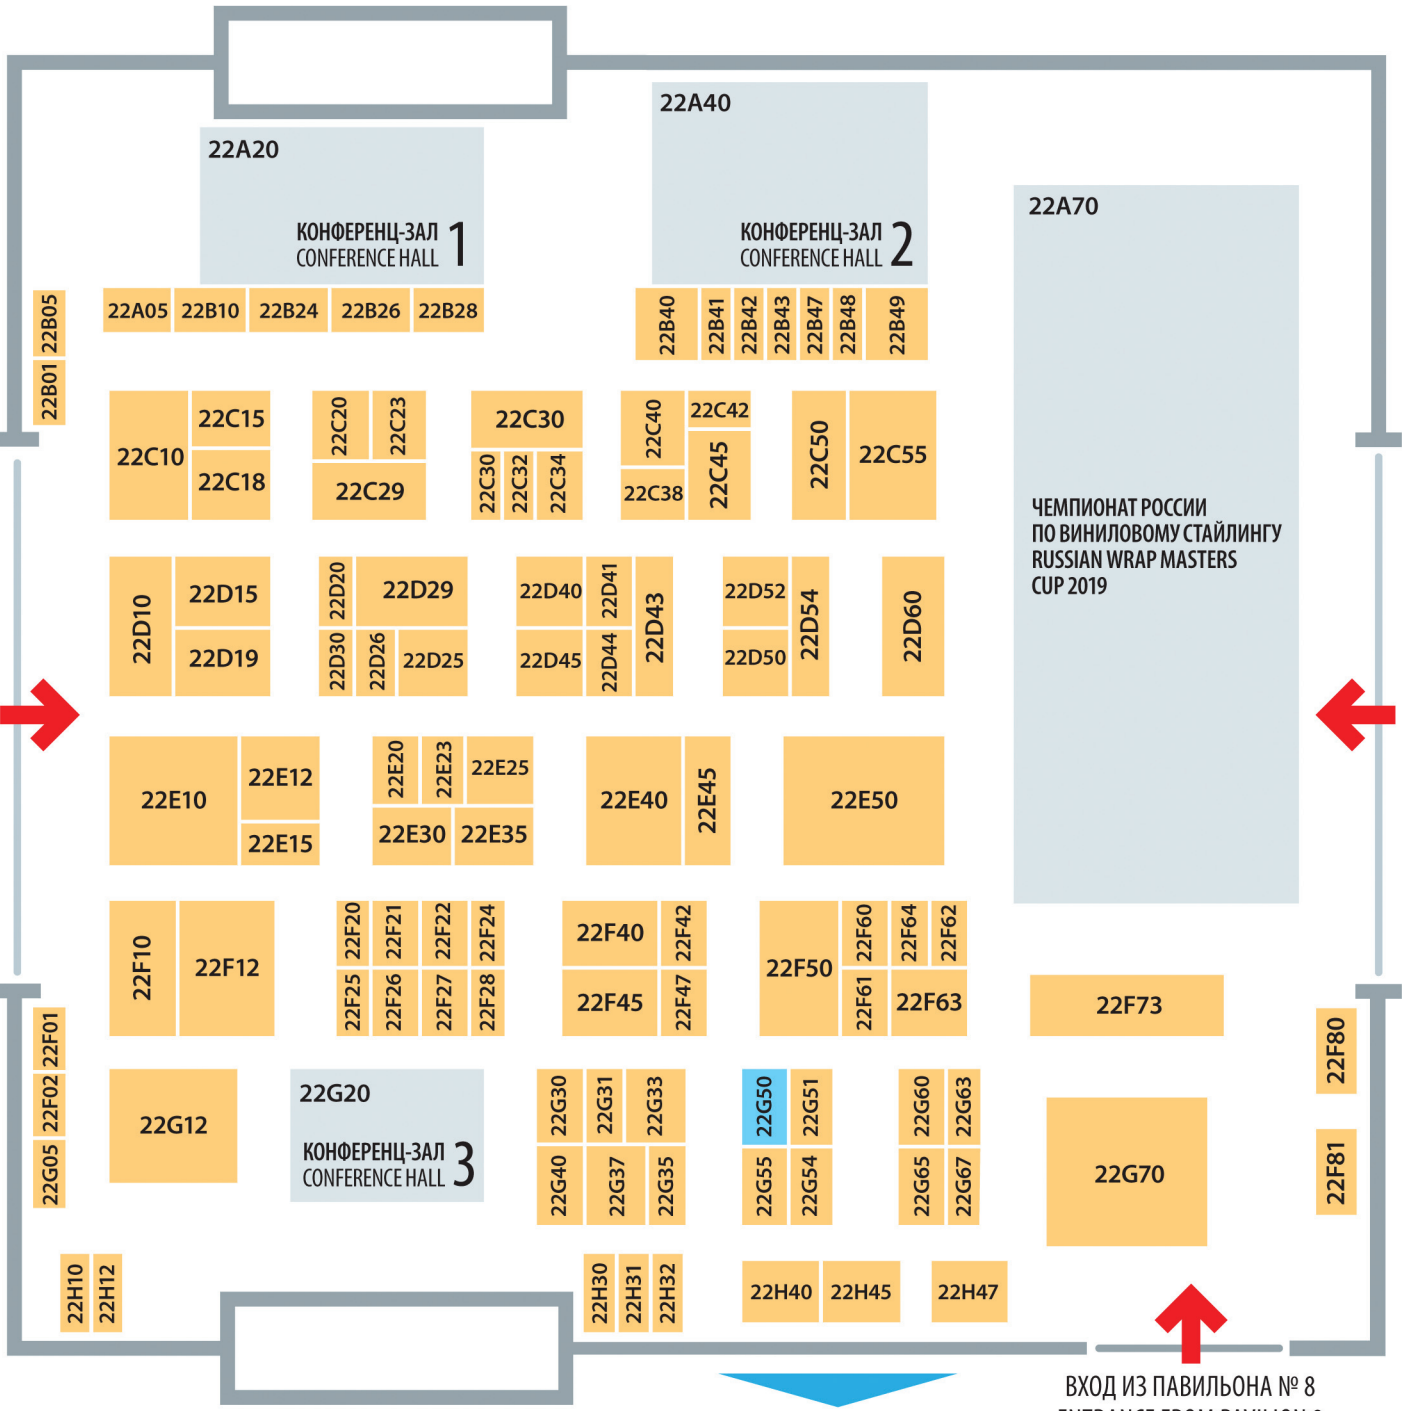 22A40
22A20
22A70
КОНФЕРЕНЦ-ЗАЛ 1
CONFERENCE HALL
КОНФЕРЕНЦ-ЗАЛ 2
CONFERENCE HALL
22B05
22B01
22A05 22B10 22B24 22B26 22B28
22B40 22B41 22B42 22B43 22B47 22B48 22B49
22C10
22C15
22C18
22C20 22C23
22C29
22C30
22C30 22C32 22C34
22C40 22C42
22C38 22C45
22C50 22C55
ЧЕМПИОНАТ РОССИИ
ПО ВИНИЛОВОМУ СТАЙЛИНГУ
RUSSIAN WRAP MASTERS
CUP 2019
22D10
22D15
22D19
22D20 22D29
22D30 22D26 22D25
22D40 22D41 22D43
22D45 22D44
22D52 22D54
22D50
22D60
22E10
22E12
22E15
22E20 22E23 22E25
22E30 22E35
22E40 22E45
22E50
22F10 22F12
22F20 22F21 22F22 22F24
22F25 22F26 22F27 22F28
22F40 22F42
22F45 22F47
22F50
22F60 22F64 22F62
22F61 22F63
22F73
22F80
22F81
22F01
22F02
22G05
22G12
22G20
КОНФЕРЕНЦ-ЗАЛ 3
CONFERENCE HALL
22G30 22G31 22G33
22G40 22G37 22G35
22G50 22G51
22G55 22G54
22G60 22G63
22G65 22G67
22G70
22H10 22H12
22H30 22H31 22H32
22H40 22H45 22H47
ВХОД ИЗ ПАВИЛЬОНА № 8